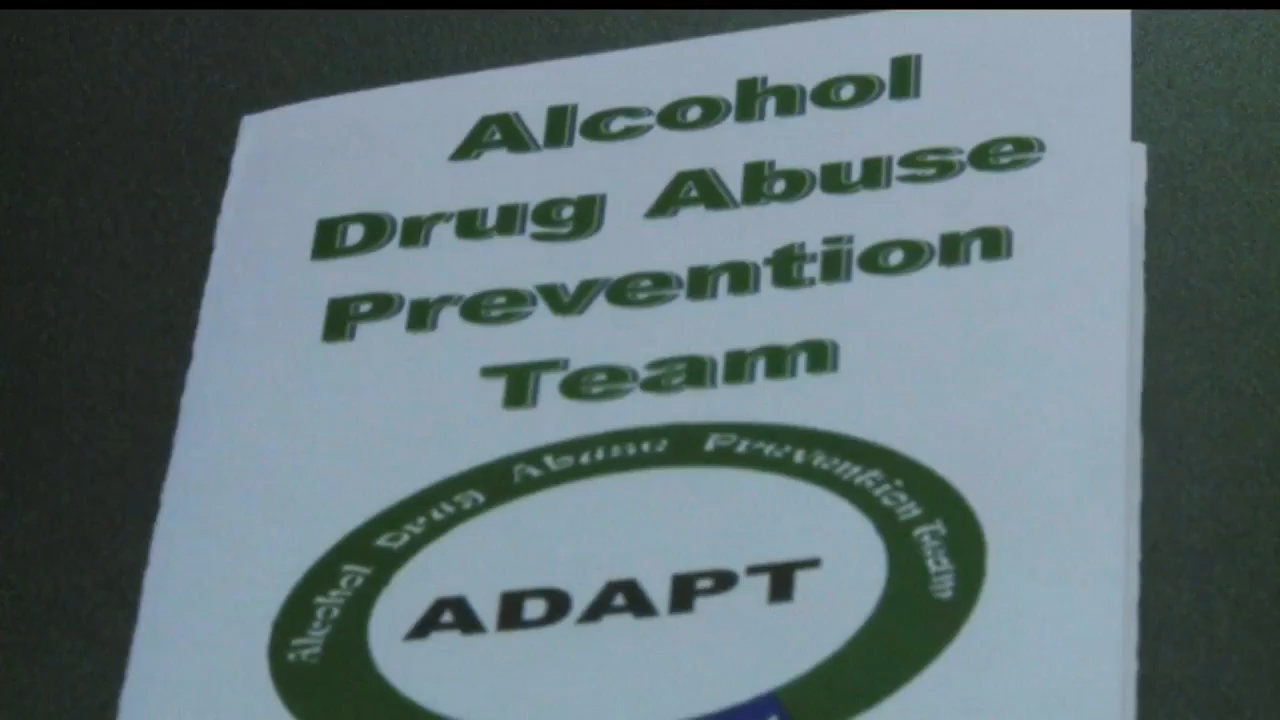 Alcohol
Drug Abuse
Prevention
Team
Alcohol Drug Abuse Prevention Team
ADAPT